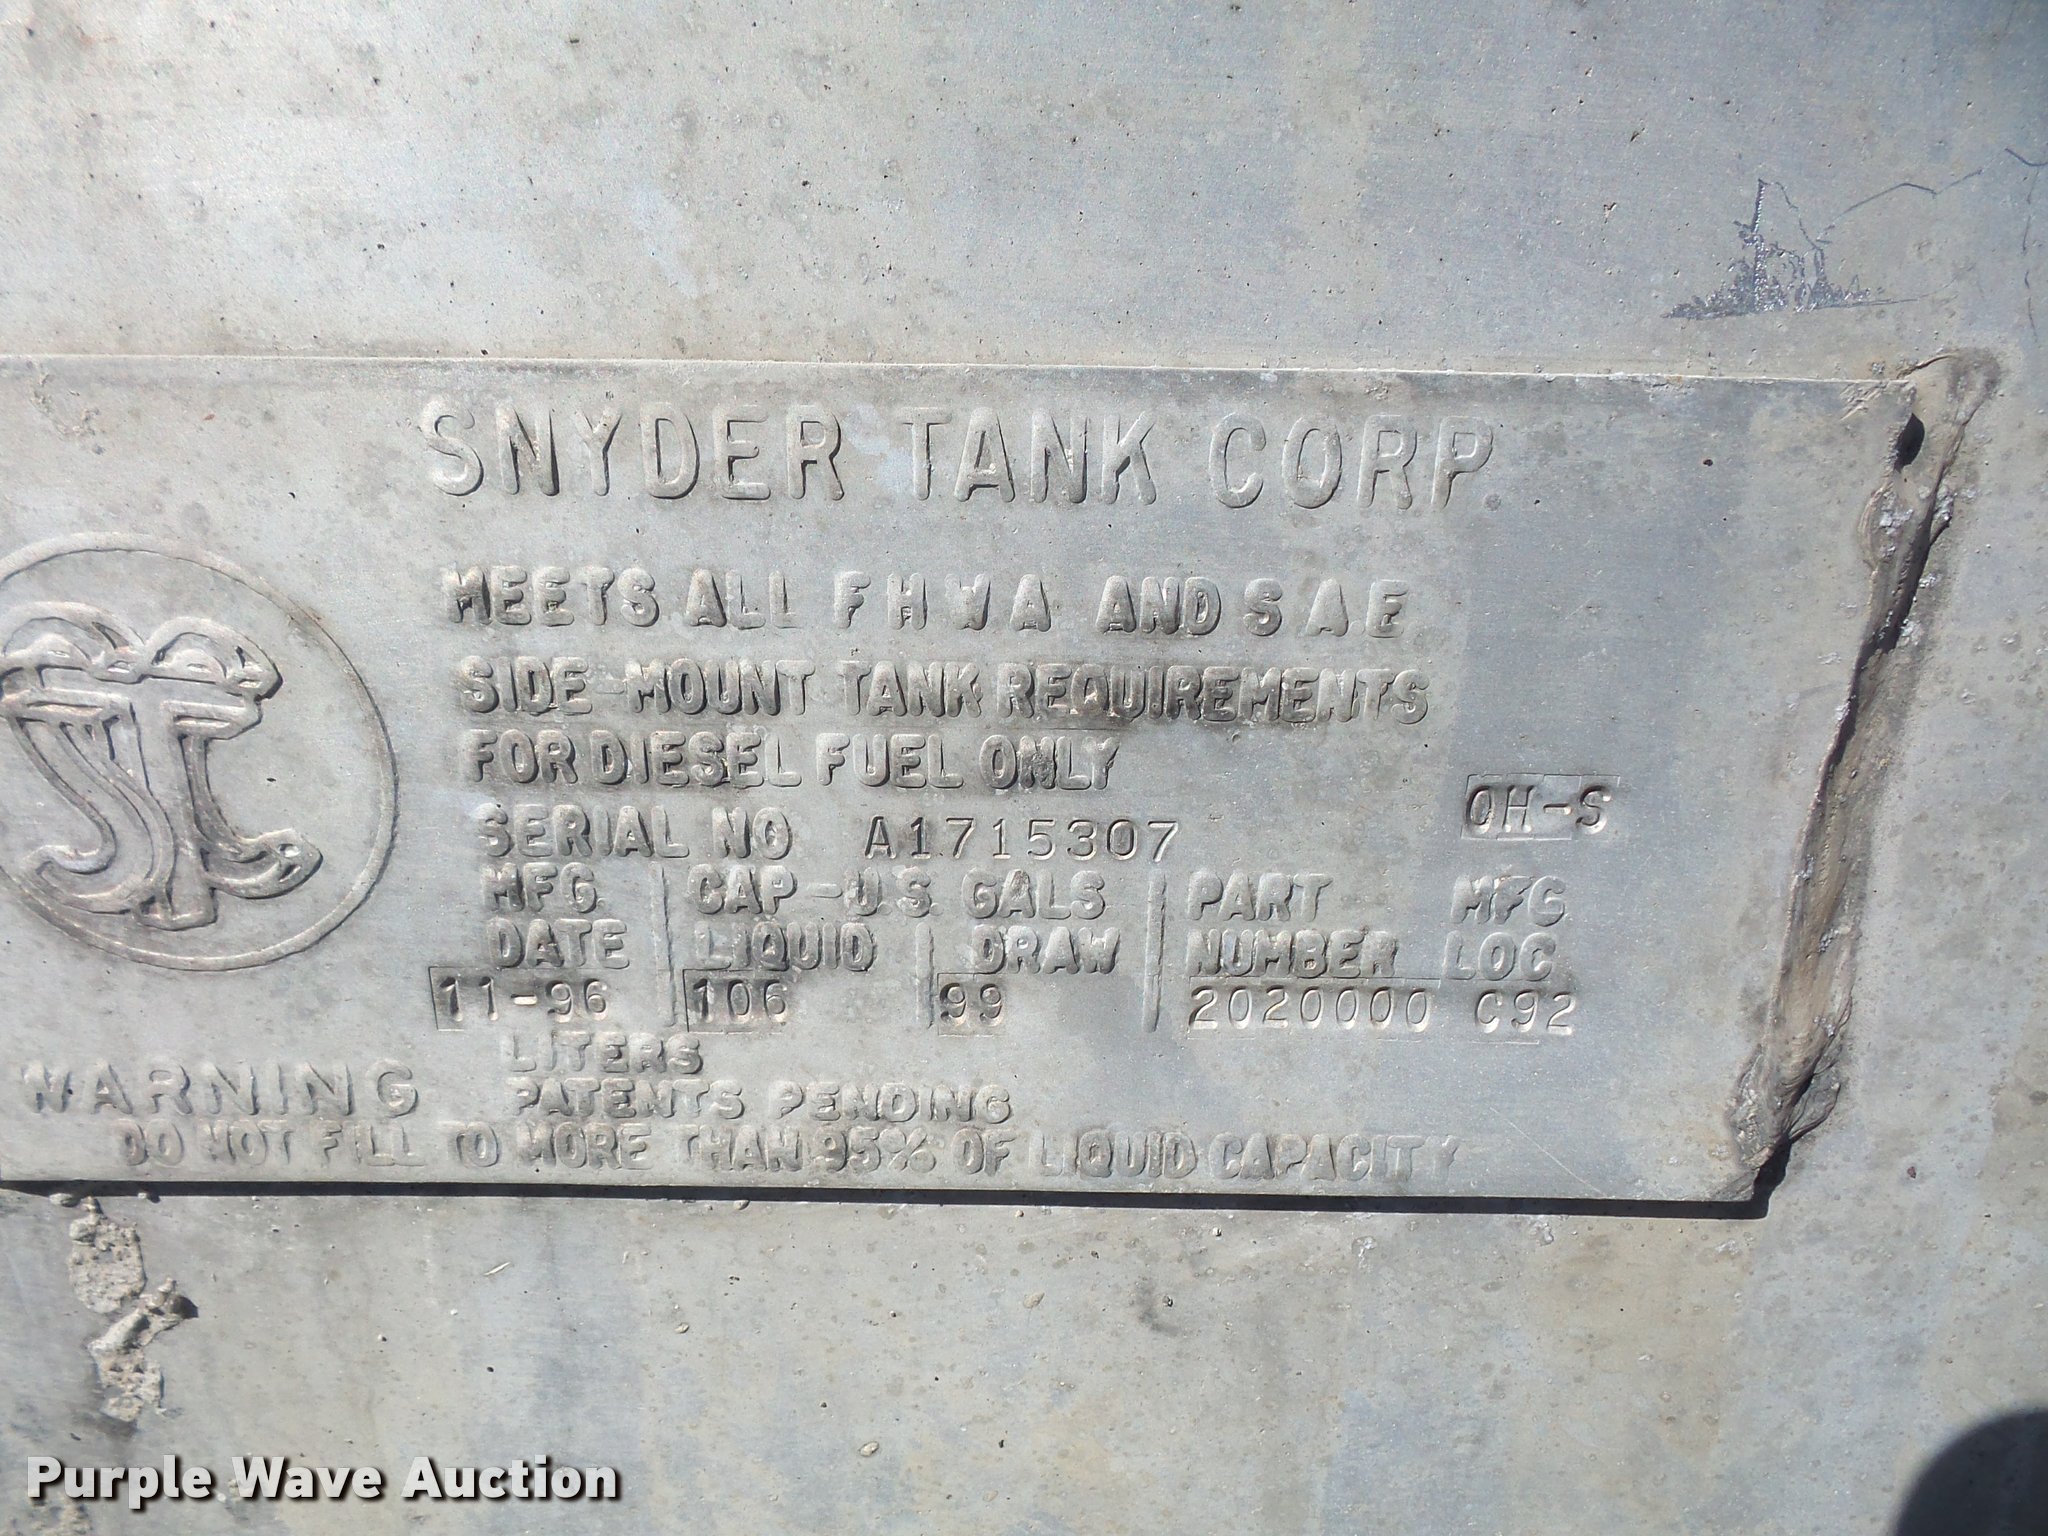 SNYDER TANK CORP.
MEETS ALL F H W A AND S A E
SIDE-MOUNT TANK REQUIREMENTS
FOR DIESEL FUEL ONLY
OH-S
SERIAL NO A1715307
MFG. CAP-U.S. GALS PART MFG
DATE LIQUID DRAW NUMBER LOC
11-96 106 99 2020000 C92
LITERS
WARNING PATENTS PENDING
DO NOT FILL TO MORE THAN 95% OF LIQUID CAPACITY
STC
Purple Wave Auction